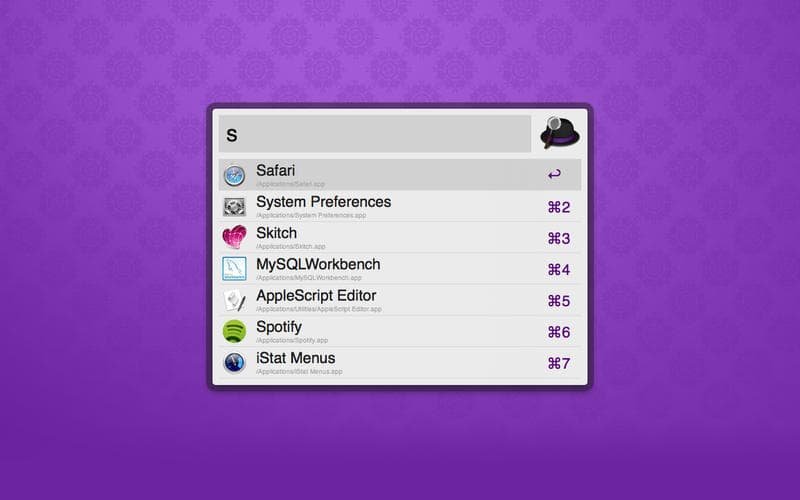 S
Safari
/Applications/Safari.app
↩
System Preferences
/Applications/System Preferences.app
⌘2
Skitch
/Applications/Skitch.app
⌘3
MySQLWorkbench
/Applications/MySQLWorkbench.app
⌘4
AppleScript Editor
/Applications/Utilities/AppleScript Editor.app
⌘5
Spotify
/Applications/Spotify.app
⌘6
iStat Menus
/Applications/iStat Menus.app
⌘7